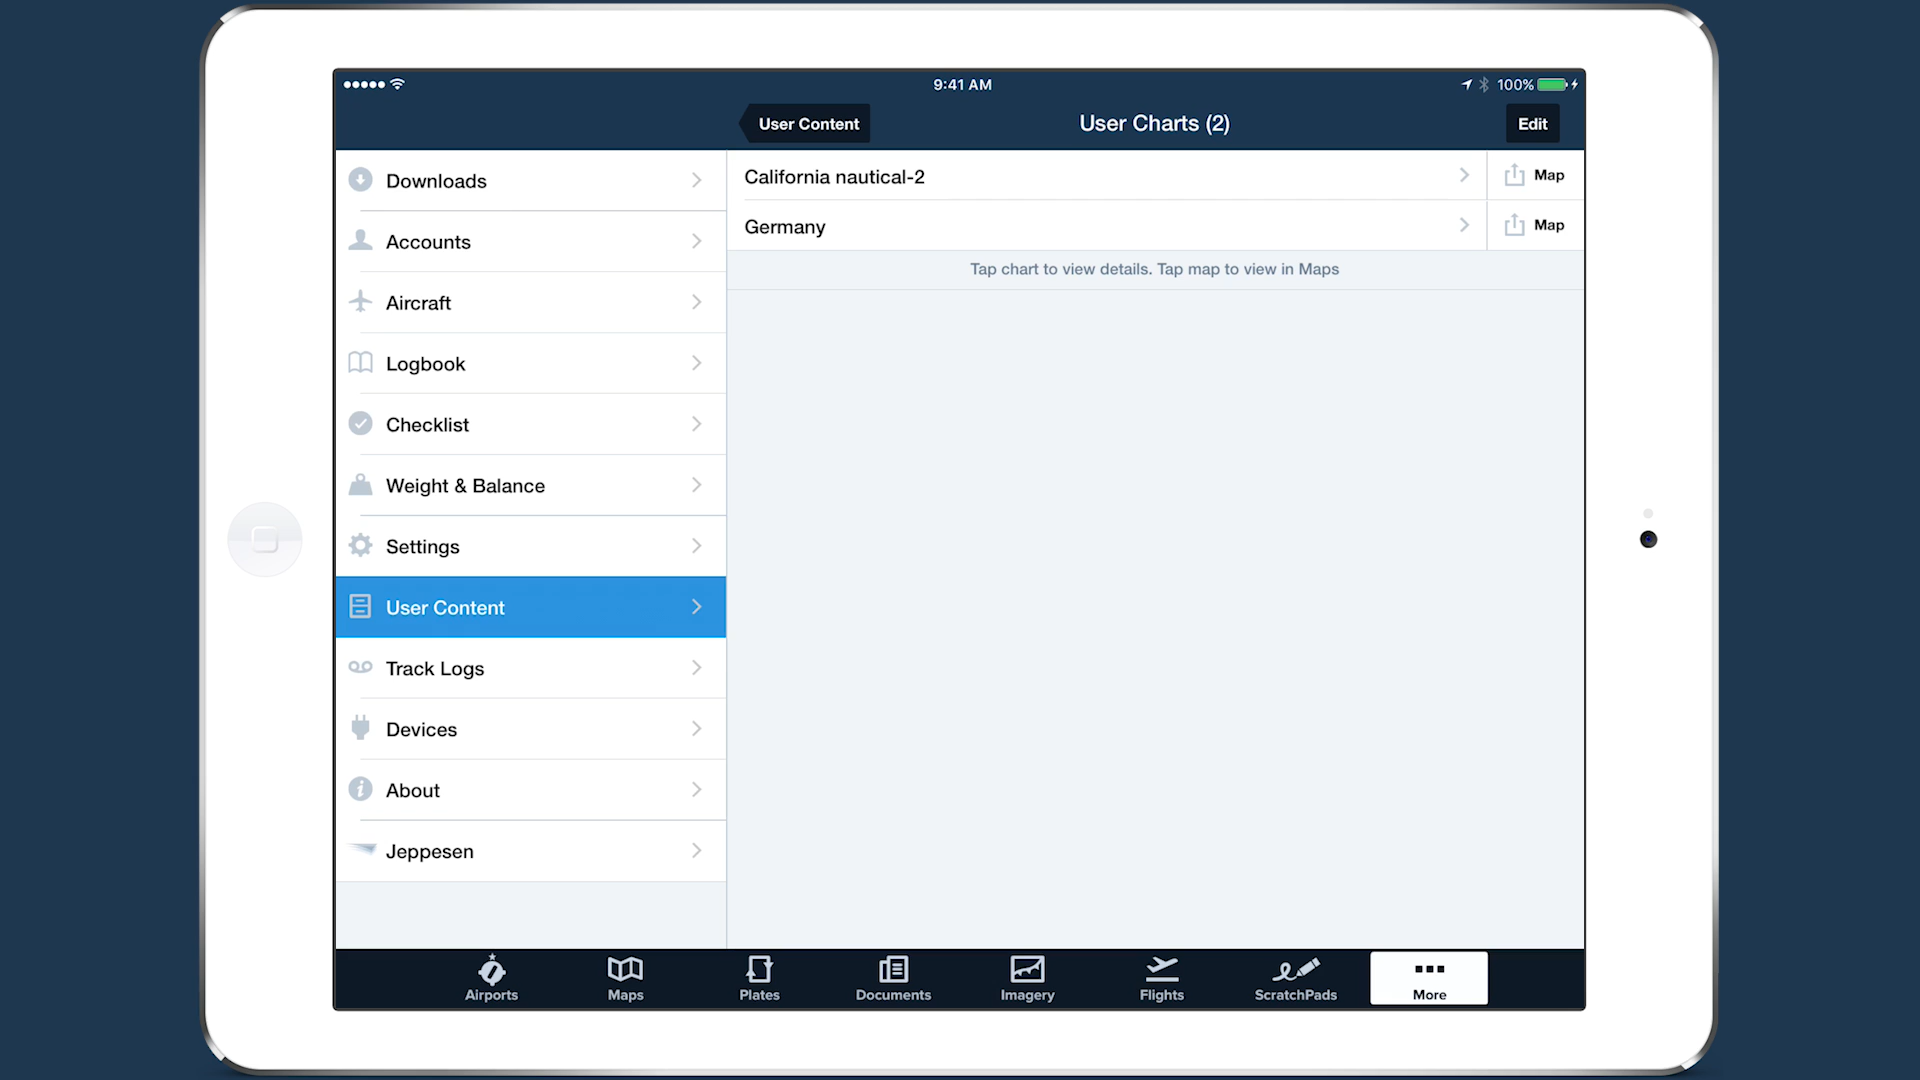 9:41 AM
100%
User Content
User Charts (2)
Edit
Downloads
Accounts
Aircraft
Logbook
Checklist
Weight & Balance
Settings
User Content
Track Logs
Devices
About
Jeppesen
California nautical-2
Map
Germany
Map
Tap chart to view details. Tap map to view in Maps
Airports
Maps
Plates
Documents
Imagery
Flights
ScratchPads
More